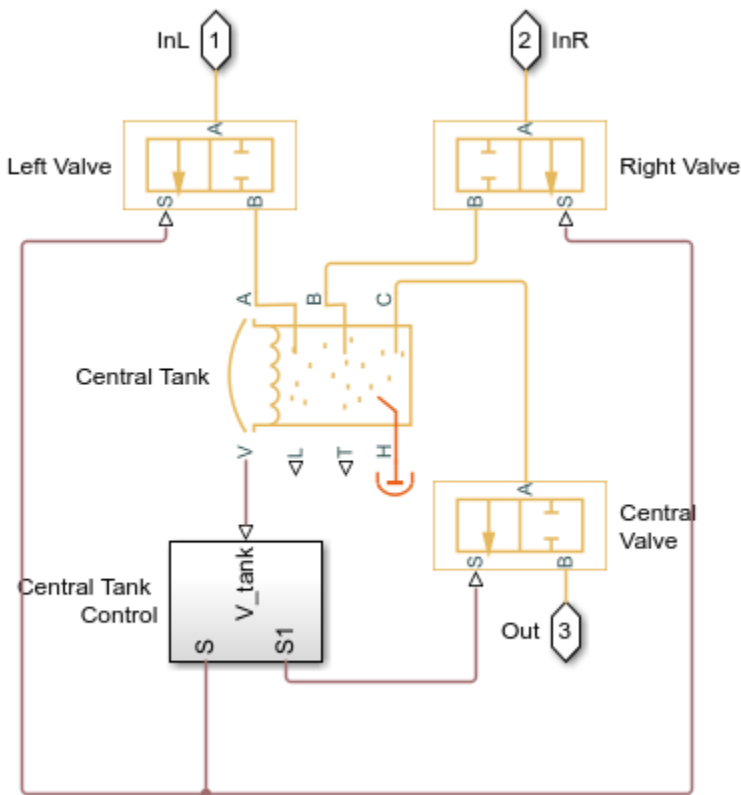 InL 1
2 InR
A
A
Left Valve
Right Valve
S B
B S
A B C
Central Tank
V L T H
A
Central
Valve
S B
V_tank
Central Tank
Control
S S1
Out 3